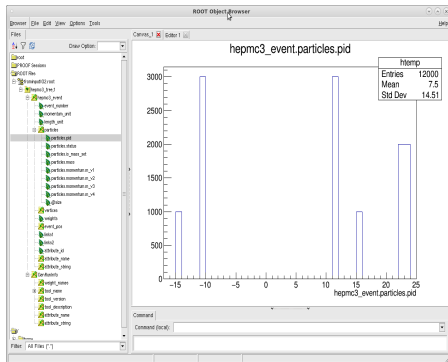 ROOT Object Browser
Browser File Edit View Options Tools Help
Files
Draw Option:
Canvas_1 Editor 1
root
PROOF Sessions
ROOT Files
hepmc3_event
event_number
momentum_unit
length_unit
particles
particles.pid
particles.status
particles.is_mass_set
particles.mass
particles.momentum.m_v1
particles.momentum.m_v2
particles.momentum.m_v3
particles.momentum.m_v4
@size
vertices
weights
event_pos
links1
links2
attribute_id
attribute_name
attribute_string
GenRunInfo
weight_names
tool_name
tool_version
tool_description
attribute_name
attribute_string
Filter: All Files (*.*)
hepmc3_event.particles.pid
htemp
Entries 12000
Mean 7.5
Std Dev 14.51
3000
2500
2000
1500
1000
500
0
−15 −10 −5 0 5 10 15 20 25
hepmc3_event.particles.pid
Command
Command (local):